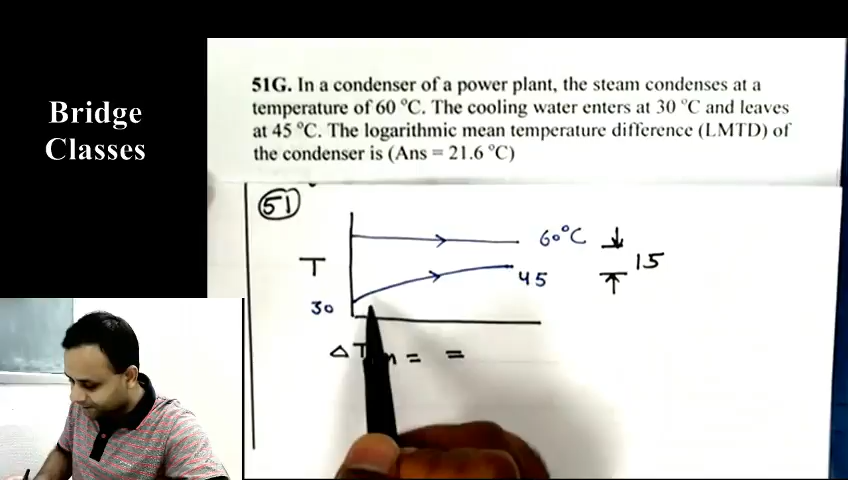 Bridge
Classes
51G. In a condenser of a power plant, the steam condenses at a
temperature of 60 °C. The cooling water enters at 30 °C and leaves
at 45 °C. The logarithmic mean temperature difference (LMTD) of
the condenser is (Ans = 21.6 °C)
51
60°C
T
15
45
30
ΔT m = =